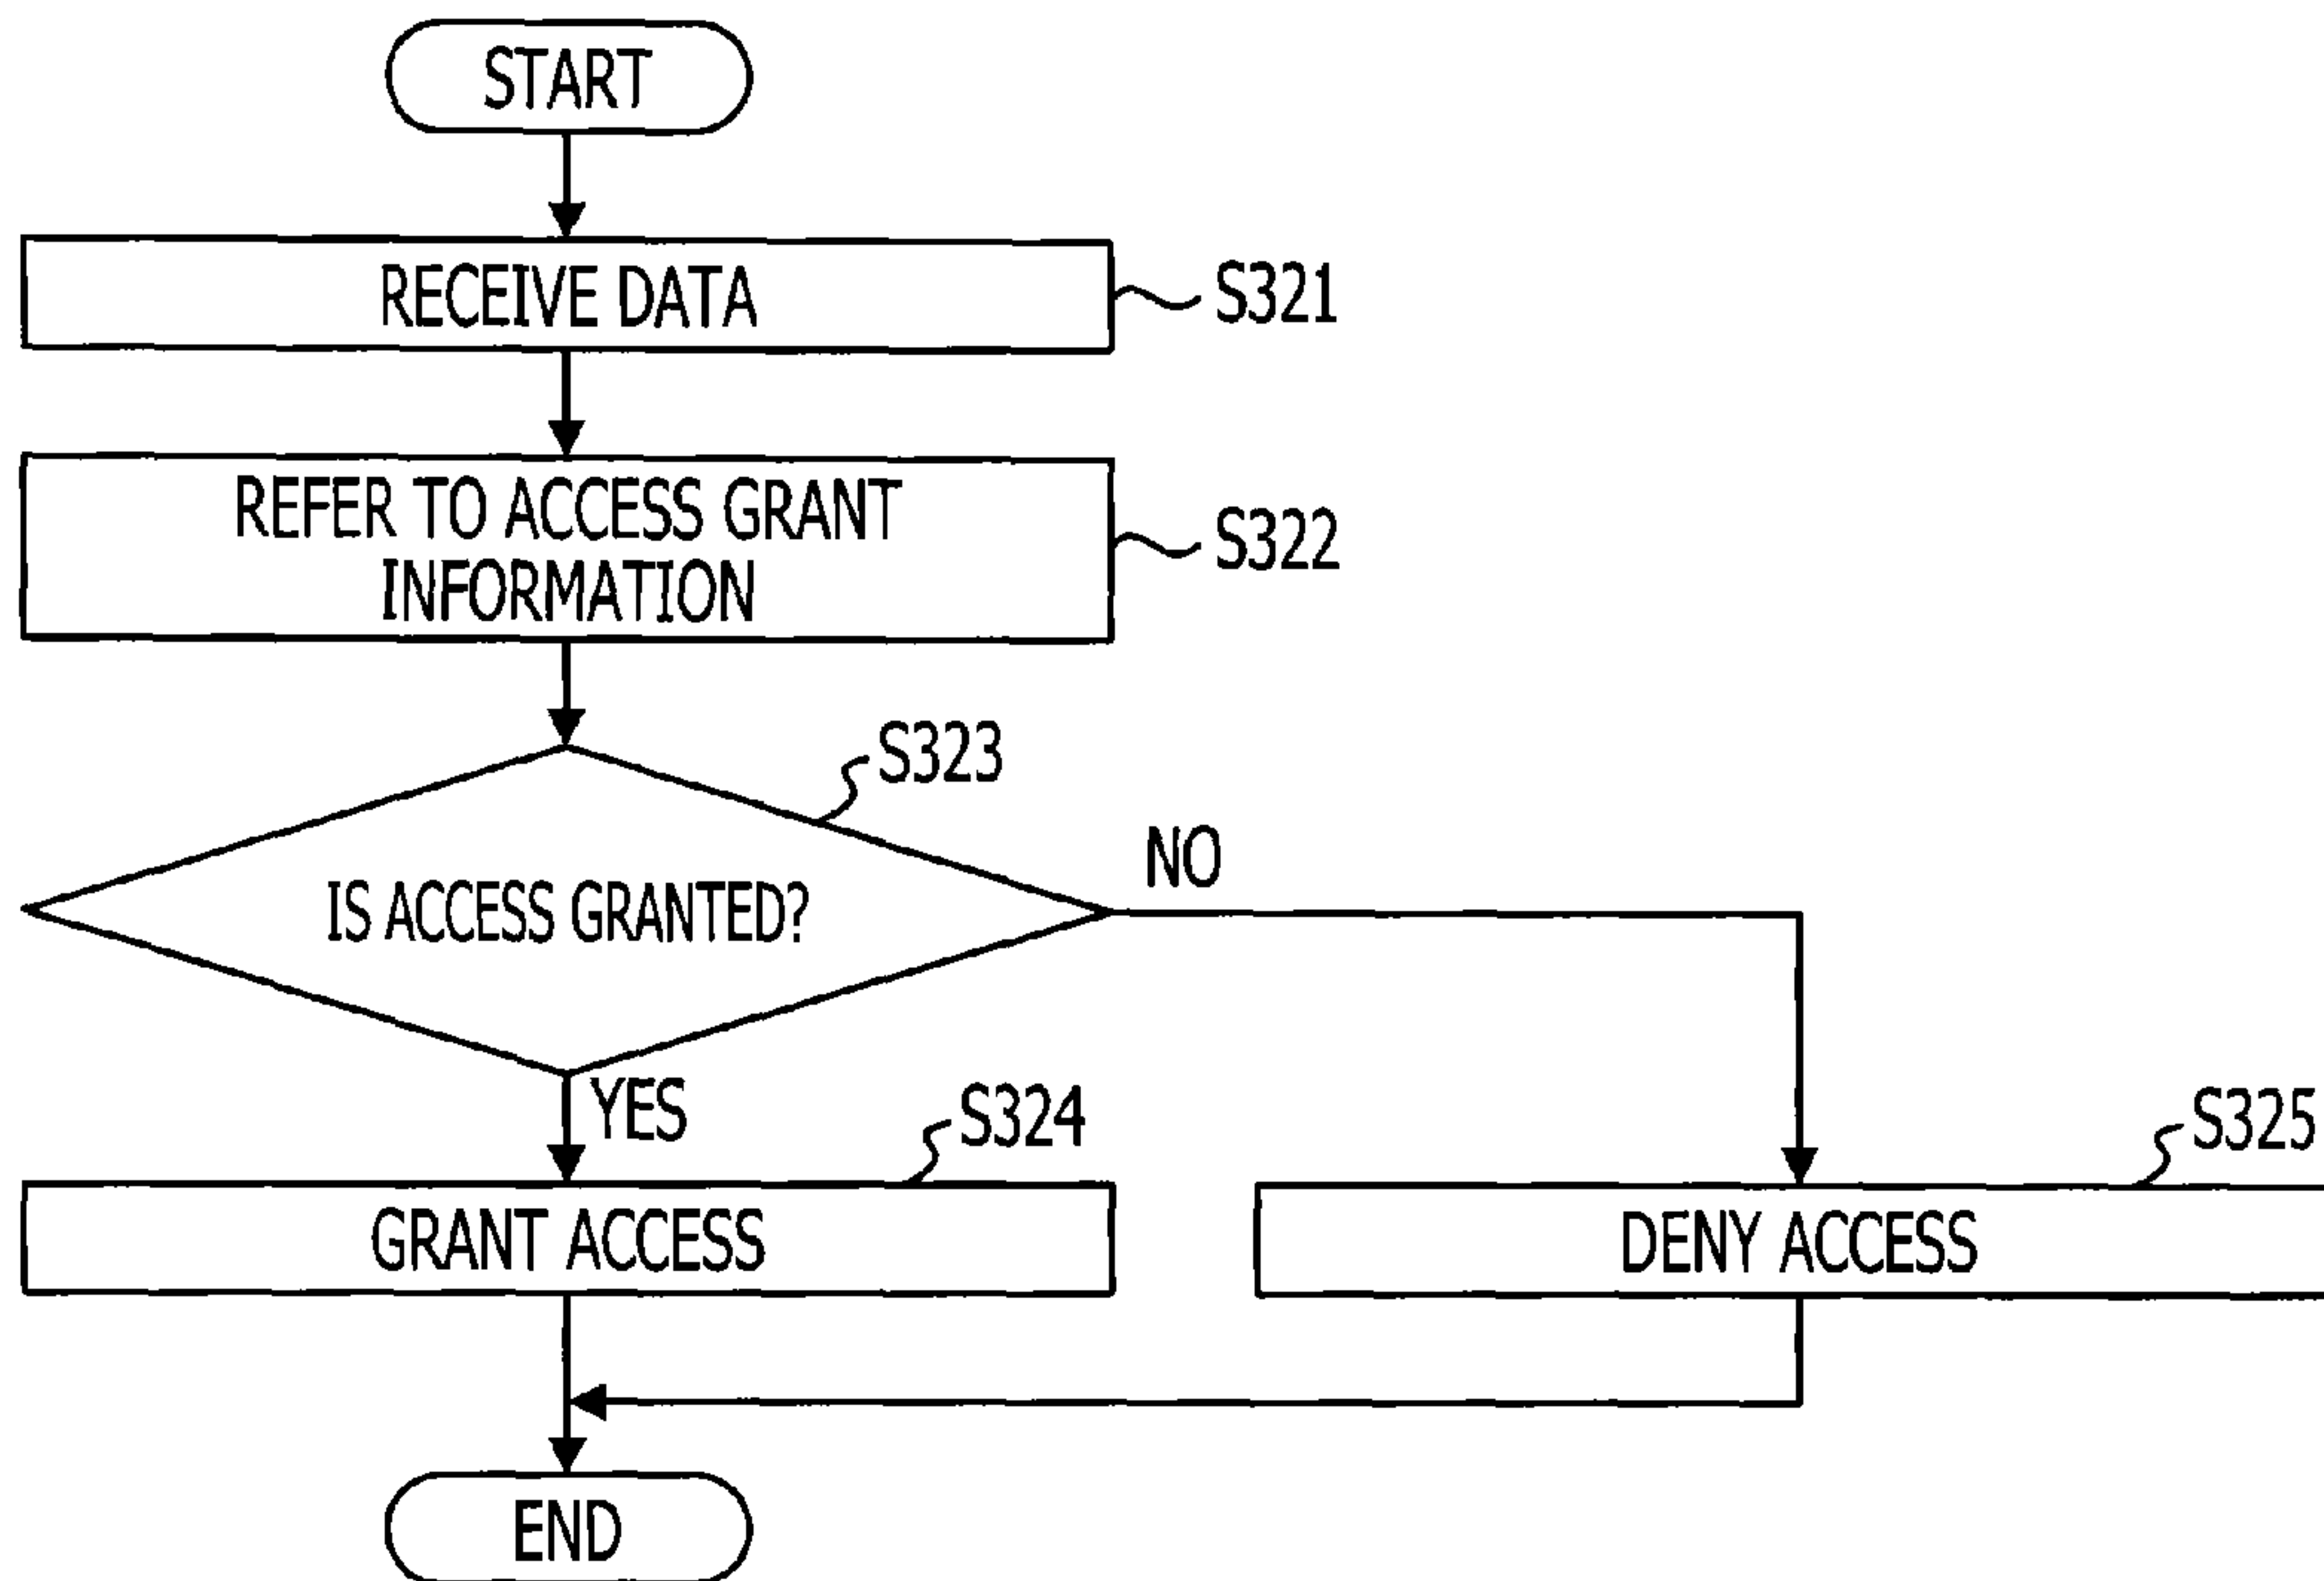 START
RECEIVE DATA
S321
REFER TO ACCESS GRANT
INFORMATION
S322
S323
IS ACCESS GRANTED?
NO
YES
S324
GRANT ACCESS
S325
DENY ACCESS
END